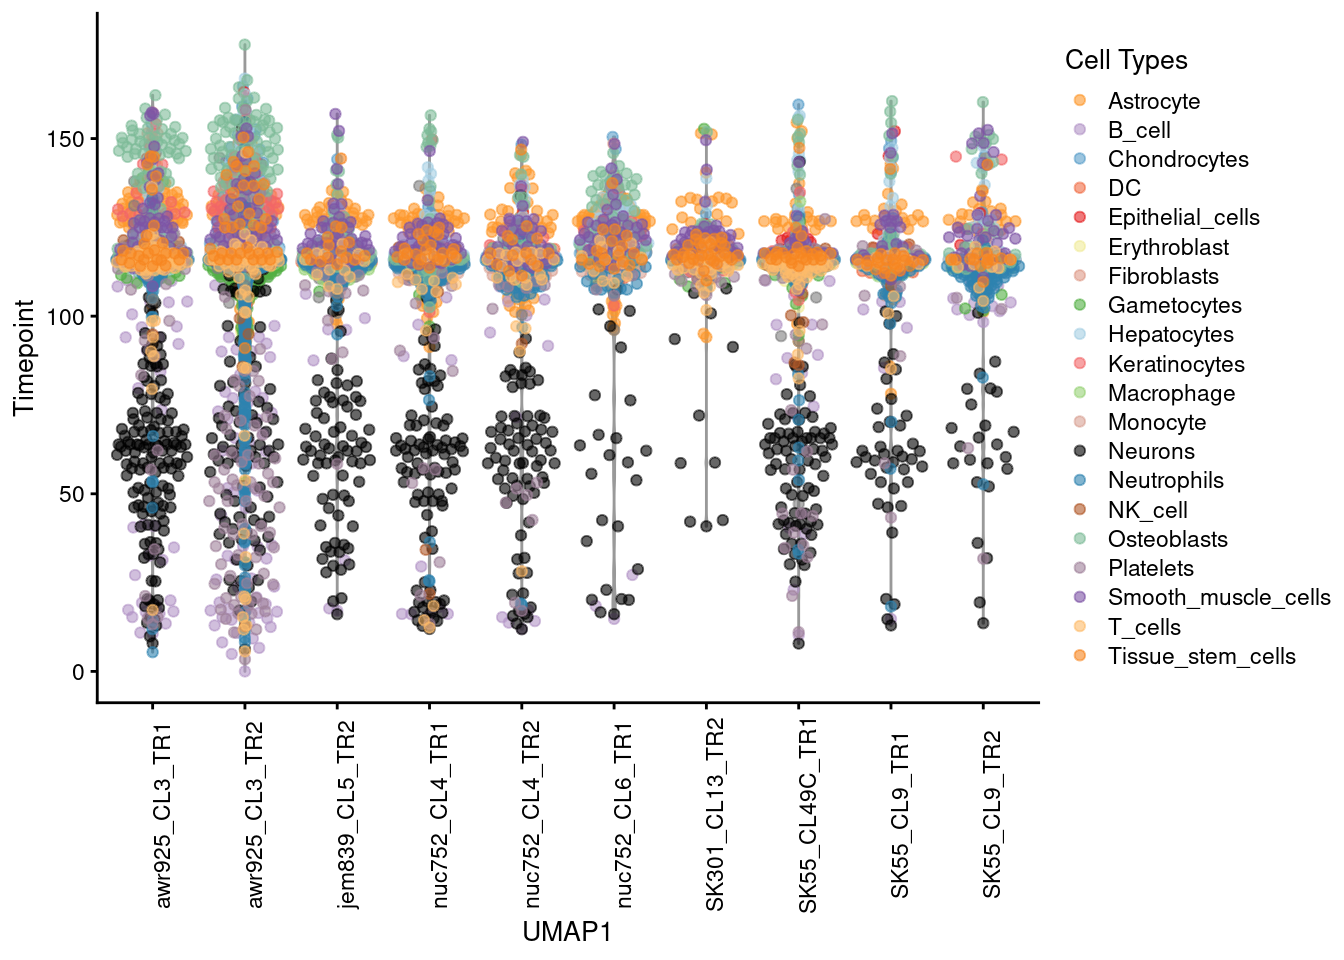 Timepoint
150
100
50
0
awr925_CL3_TR1
awr925_CL3_TR2
jem839_CL5_TR2
nuc752_CL4_TR1
nuc752_CL4_TR2
nuc752_CL6_TR1
SK301_CL13_TR2
SK55_CL49C_TR1
SK55_CL9_TR1
SK55_CL9_TR2
UMAP1
Cell Types
Astrocyte
B_cell
Chondrocytes
DC
Epithelial_cells
Erythroblast
Fibroblasts
Gametocytes
Hepatocytes
Keratinocytes
Macrophage
Monocyte
Neurons
Neutrophils
NK_cell
Osteoblasts
Platelets
Smooth_muscle_cells
T_cells
Tissue_stem_cells